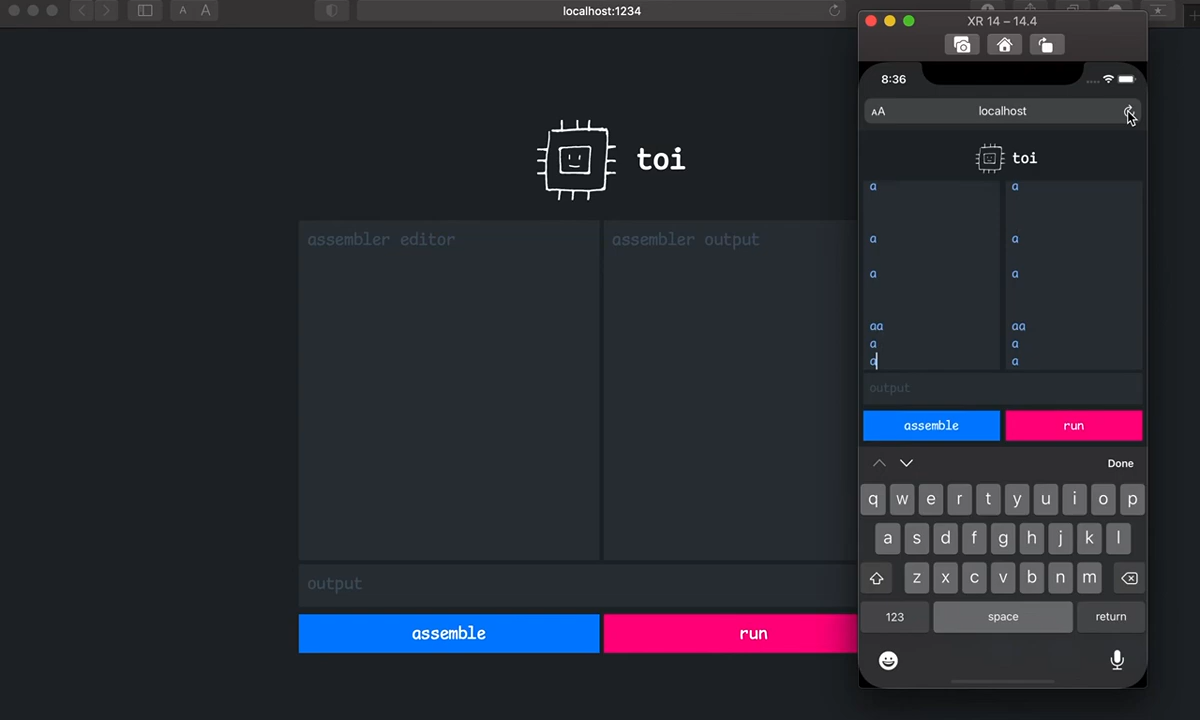 A A
localhost:1234
toi
assembler editor
assembler output
output
assemble
run
XR 14 – 14.4
8:36
AA
localhost
toi
a
a
a
a
a
a
aa
aa
a
a
a
a
output
assemble
run
Done
q w e r t y u i o p
a s d f g h j k l
z x c v b n m
123
space
return